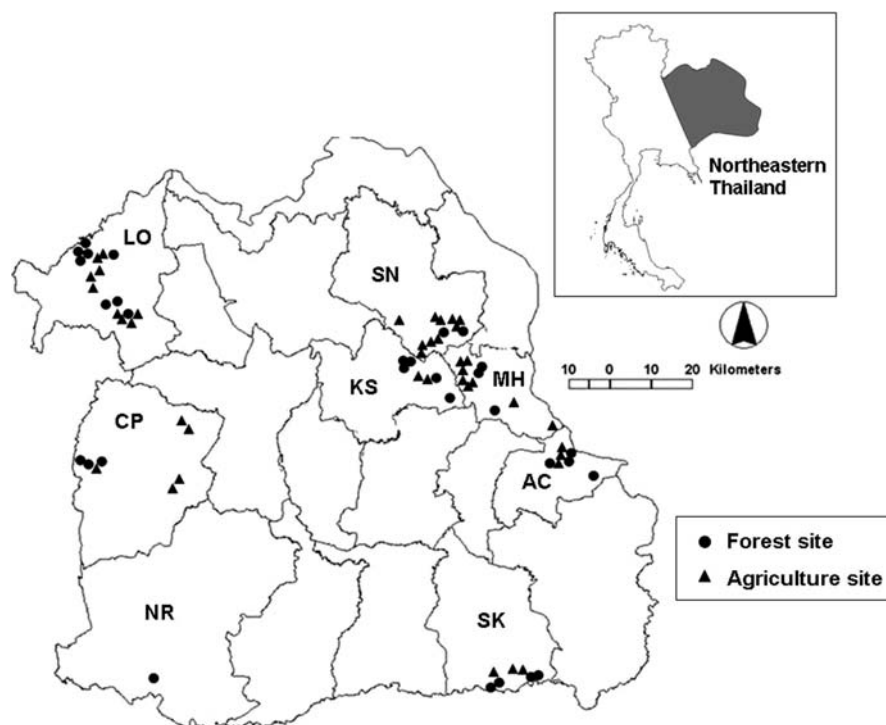 Northeastern
Thailand
LO
SN
10 0 10 20 Kilometers
KS
MH
CP
AC
Forest site
Agriculture site
NR
SK